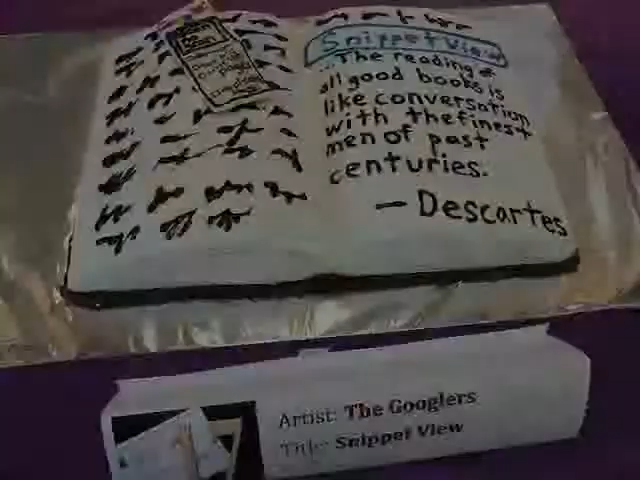 Snippet View
...The reading of
all good books is
like conversation
with the finest
men of past
centuries.
— Descartes
Artist: The Googlers
Title: Snippet View